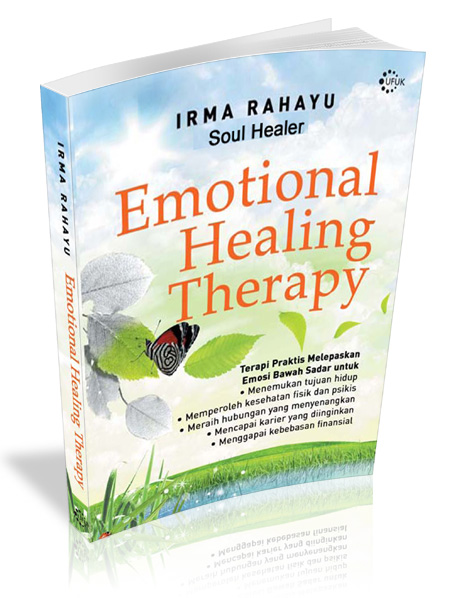 UFUK
IRMA RAHAYU
Soul Healer
Emotional
Healing
Therapy
Terapi Praktis Melepaskan
Emosi Bawah Sadar untuk
• Menemukan tujuan hidup
• Memperoleh kesehatan fisik dan psikis
• Meraih hubungan yang menyenangkan
• Mencapai karier yang diinginkan
• Menggapai kebebasan finansial
IRMA RAHAYU
Emotional Healing Therapy